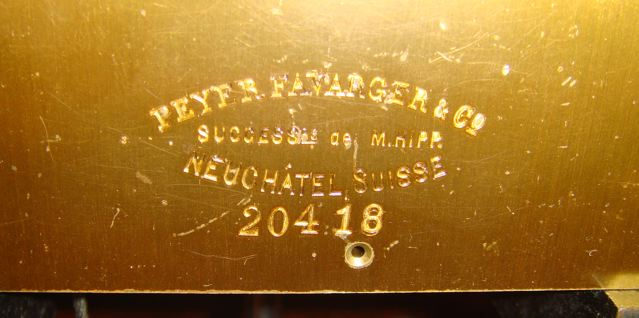 PEYER, FAVARGER & Co
SUCCESSrs de M. HIPP.
NEUCHÂTEL, SUISSE
20418